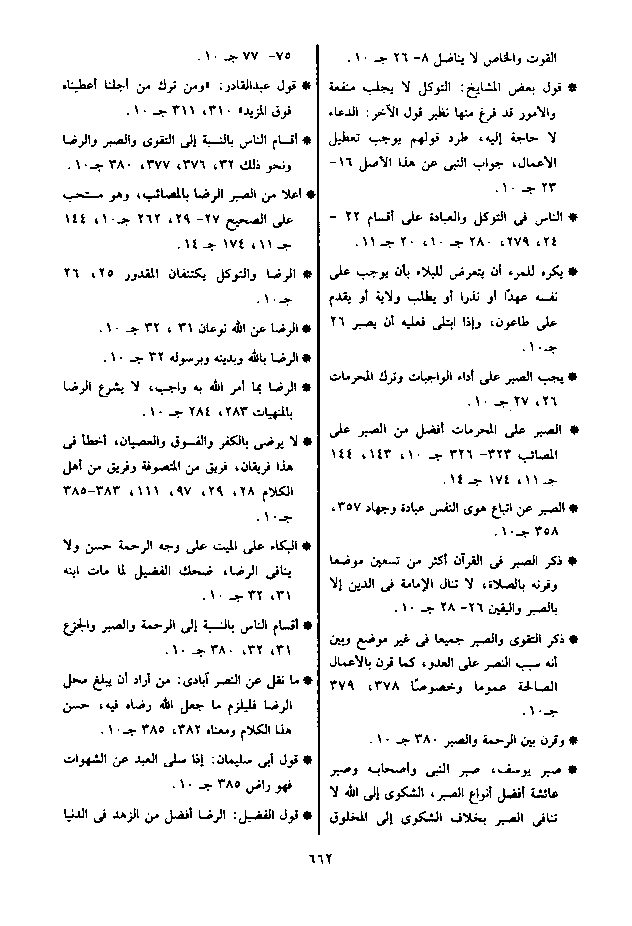 القوت والخاص لا يناضل ٨- ٢٦ جـ ١٠.
* قول بعض المشايخ: التوكل لا يجلب منفعة
والأمور قد فرغ منها نظير قول الآخر: الدعاء
لا حاجة إليه، طرد قولهم يوجب تعطيل
الأعمال، جواب النبى عن هذا الأصل ١٦-
٢٣ جـ ١٠.
* الناس فى التوكل والعبادة على أقسام ٢٢ -
٢٤، ٢٧٩، ٢٨٠ جـ ١٠، ٢٠ جـ ١١.
* يكره للمرء أن يتعرض للبلاء بأن يوجب على
نفسه عهدًا أو نذرا أو يطلب ولاية أو يقدم
على طاعون، وإذا ابتلى فعليه أن يصبر ٢٦
جـ ١٠.
* يجب الصبر على أداء الواجبات وترك المحرمات
٢٦، ٢٧ جـ ١٠.
* الصبر على المحرمات أفضل من الصبر على
المصائب ٣٢٣- ٣٢٦ جـ ١٠، ١٤٣، ١٤٤
جـ ١١، ١٧٤ جـ ١٤.
* الصبر عن اتباع هوى النفس عبادة وجهاد ٣٥٧،
٣٥٨ جـ ١٠.
* ذكر الصبر فى القرآن أكثر من تسعين موضعا
وقرنه بالصلاة، لا تنال الإمامة فى الدين إلا
بالصبر واليقين ٢٦- ٢٨ جـ ١٠.
* ذكر التقوى والصبر جميعا فى غير موضع وبين
أنه سبب النصر على العدو، كما قرن بالأعمال
الصالحة عموما وخصوصًا ٣٧٨، ٣٧٩
جـ ١٠.
* وقرن بين الرحمة والصبر ٣٨٠ جـ ١٠.
* صبر يوسف، صبر النبى وأصحابه وصبر
عائشة أفضل أنواع الصبر، الشكوى إلى الله لا
تنافى الصبر بخلاف الشكوى إلى المخلوق
٧٥- ٧٧ جـ ١٠.
* قول عبدالقادر: «ومن ترك من أجلنا أعطيناه
فوق المزيد» ٣١٠، ٣١١ جـ ١٠.
* أقسام الناس بالنسبة إلى التقوى والصبر والرضا
ونحو ذلك ٣٢، ٣٧٦، ٣٧٧، ٣٨٠ جـ ١٠.
* أعلا من الصبر الرضا بالمصائب، وهو مستحب
على الصحيح ٢٧- ٢٩، ٢٦٢ جـ ١٠، ١٤٤
جـ ١١، ١٧٤ جـ ١٤.
* الرضا والتوكل يكتنفان المقدور ٢٥، ٢٦
جـ ١٠.
* الرضا عن الله نوعان ٣١ ، ٣٢ جـ ١٠.
* الرضا بالله وبدينه وبرسوله ٣٢ جـ ١٠.
* الرضا بما أمر الله به واجب، لا يشرع الرضا
بالمنهيات ٢٨٣، ٢٨٤ جـ ١٠.
* لا يرضى بالكفر والفسوق والعصيان، أخطأ فى
هذا فريقان، فريق من المتصوفة وفريق من أهل
الكلام ٢٨، ٢٩، ٩٧، ١١١، ٣٨٣-٣٨٥
جـ ١٠.
* البكاء على الميت على وجه الرحمة حسن ولا
ينافى الرضا، ضحك الفضيل لما مات ابنه
٣١، ٣٢ جـ ١٠.
* أقسام الناس بالنسبة إلى الرحمة والصبر والجزع
٣١، ٣٢، ٣٨٠ جـ ١٠.
* ما نقل عن النصر آبادى: من أراد أن يبلغ محل
الرضا فليلزم ما جعل الله رضاه فيه، حسن
هذا الكلام ومعناه ٣٨٢، ٣٨٥ جـ ١٠.
* قول أبى سليمان: إذا سلى العبد عن الشهوات
فهو راض ٣٨٥ جـ ١٠.
* قول الفضيل: الرضا أفضل من الزهد فى الدنيا
٦٦٢